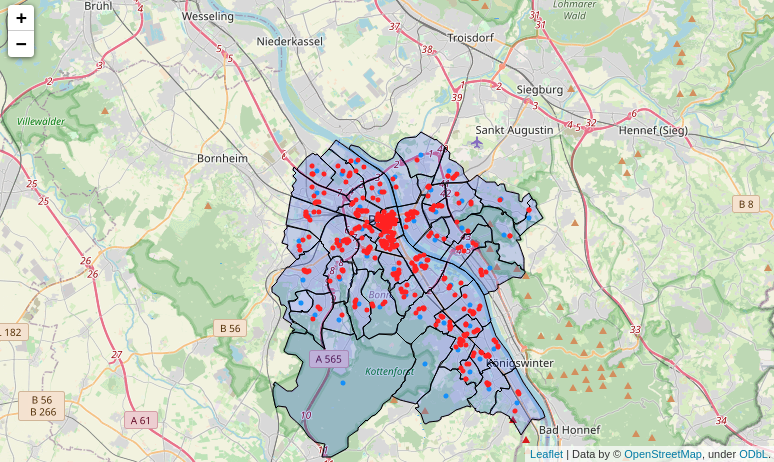 Brühl
4
Wesseling
5
5
Niederkassel
37
38
Troisdorf
31
31
Lohmarer
Wald
+
−
2
3
39
Siegburg
2
3
6
4
5
32
Sankt Augustin
Hennef (Sieg)
Villewalder
Bornheim
6
25
25
B 8
26
26
L 182
B 56
27
A 565
Bonn
Kottenforst
Königswinter
33
B 56
B 266
A 61
10
11
34
Bad Honnef
Leaflet | Data by © OpenStreetMap, under ODbL.